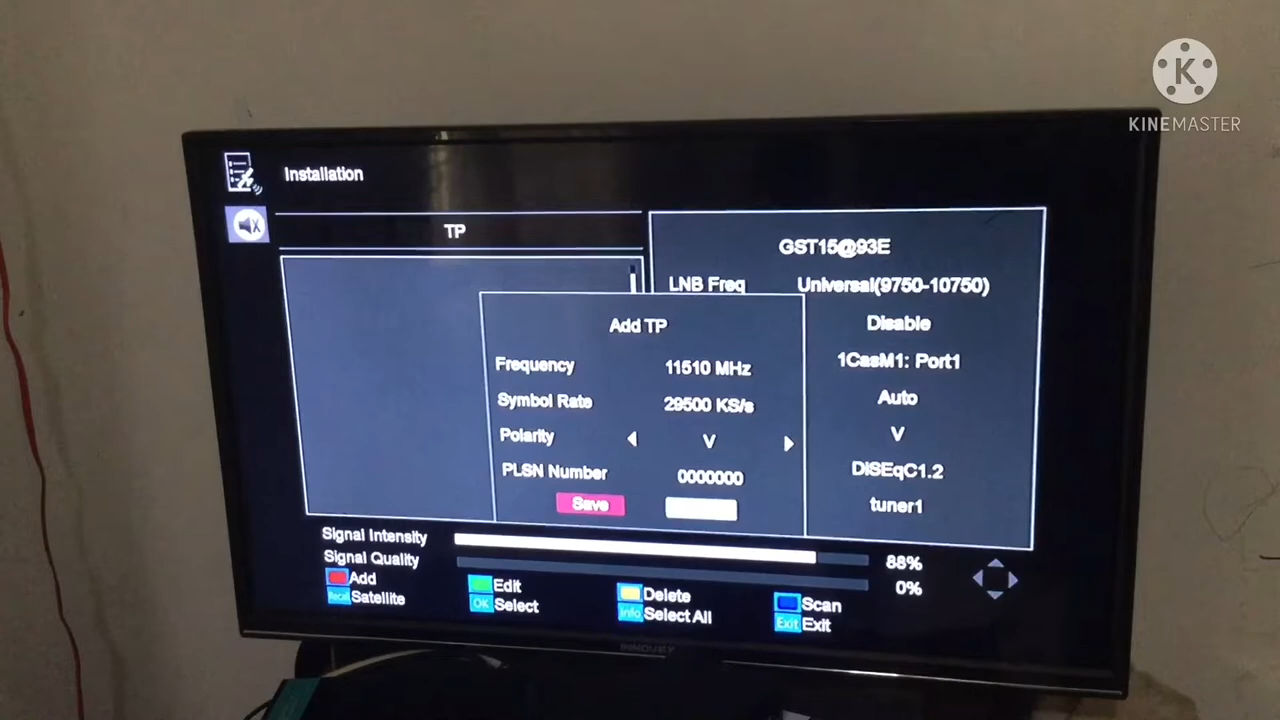 K
KINEMASTER
Installation
TP
GST15@93E
LNB Freq Universal(9750-10750)
Disable
1CasM1: Port1
Auto
V
DISEqC1.2
tuner1
Add TP
Frequency 11510 MHz
Symbol Rate 29500 KS/s
Polarity V
PLSN Number 0000000
Save
Signal Intensity 88%
Signal Quality 0%
Add Edit Delete Scan
Recall Satellite OK Select Info Select All Exit Exit
INNOVEX